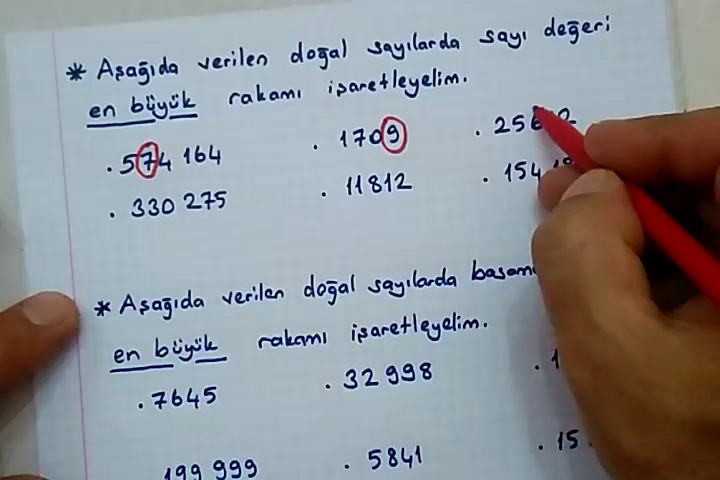 * Aşağıda verilen doğal sayılarda sayı değeri
en büyük rakamı işaretleyelim.
. 574 164 . 1709 .
. 330 275 . 11812 .
* Aşağıda verilen doğal sayılarda
en büyük rakamı işaretleyelim.
. 7645 . 32 998 .
199 999 . 5841 .